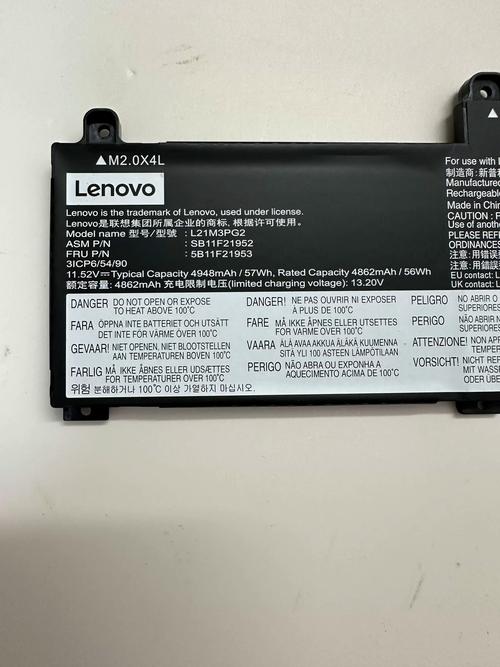 ▲M2.0X4L
Lenovo
Lenovo is the trademark of Lenovo, used under license.
Lenovo是联想集团所属企业的商标. 根据许可使用。
Model name 型号/型號 : L21M3PG2
ASM P/N : SB11F21952
FRU P/N : 5B11F21953
3ICP6/54/90
11.52V⎓Typical Capacity 4948mAh / 57Wh, Rated Capacity 4862mAh / 56Wh
额定容量: 4862mAh 充电限制电压(limited charging voltage): 13.20V
DANGER DO NOT OPEN OR EXPOSE
TO HEAT ABOVE 100°C
FARA ÖPPNA INTE BATTERIET OCH UTSÄTT
DET INTE FÖR VÄRME ÖVER 100°C
GEVAAR! NIET OPENEN, NIET BLOOTSTELLEN
AAN TEMPERATUREN BOVEN 100°C
FARLIG MÅ IKKE ÅBNES ELLER UDSÆTTES
FOR TEMPERATURER OVER 100°C
위험 분해하거나 100°C 이상 가열하지 마십시오.
DANGER! NE PAS OUVRIR NI EXPOSER
À PLUS DE 100°C
FARE MÅ IKKE ÅPNES ELLER UTSETTES
FOR VARME OVER 100°C
VAARA ÄLÄ AVAA AKKUA ÄLÄKÄ KUUMENNA
SITÄ YLI 100 ASTEEN LÄMPÖTILAAN
PERIGO NÃO ABRA OU EXPONHA A
AQUECIMENTO ACIMA DE 100°C
PELIGRO NO ABRIR O
SUPERIORES
PERIGO NÃO ABRIR N
SUPERIORES
ATTENZIONE! NON APR
TEMPER
VORSICHT! NICHT REF
MIT WASS
ODER ÜB
▲
For use with L
制造商: 新普科
Manufactured
Rechargeable
Made in Chin
CAUTION : R
Use of anothe
PLEASE REFE
ORDINANCES
注意: 用錯誤
注意: 用错误
EU contact: L
UK contact: L